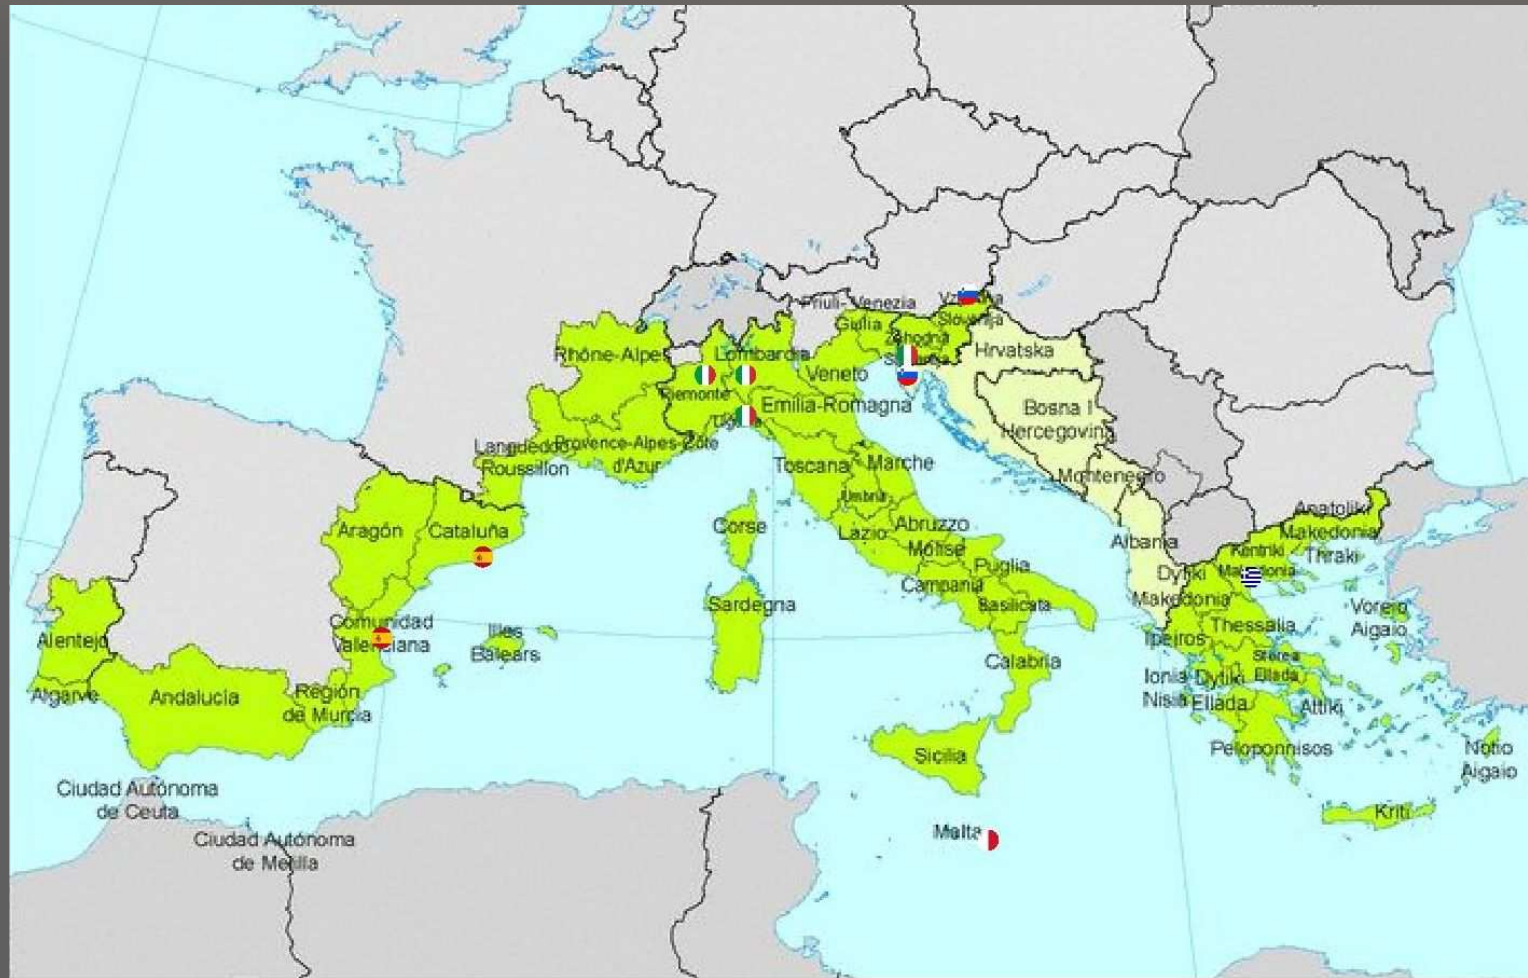 Friuli- Venezia
Giulia
Slovenija
Rhône-Alpes
Lombardia
Hrvatska
Veneto
Piemonte
Emilia-Romagna
Bosna I
Hercegovina
Provence-Alpes-Côte
d'Azur
Roussillon
Toscana
Marche
Montenegro
Umbria
Aragón
Cataluña
Corse
Lazio
Abruzzo
Molise
Puglia
Albania
Anatoliki
Makedonia
Thraki
Kentriki
Makedonia
Dytiki
Makedonia
Campania
Basilicata
Sardegna
Voreio
Aigaio
Comunidad
Valenciana
Illes
Balears
Alentejo
Thessalia
Ipeiros
Sterea
Ellada
Calabria
Ionia
Nisia
Dytiki
Ellada
Attiki
Algarve
Andalucía
Región
de Murcia
Peloponnisos
Notio
Aigaio
Sicilia
Ciudad Autónoma
de Ceuta
Kriti
Ciudad Autónoma
de Melilla
Malta